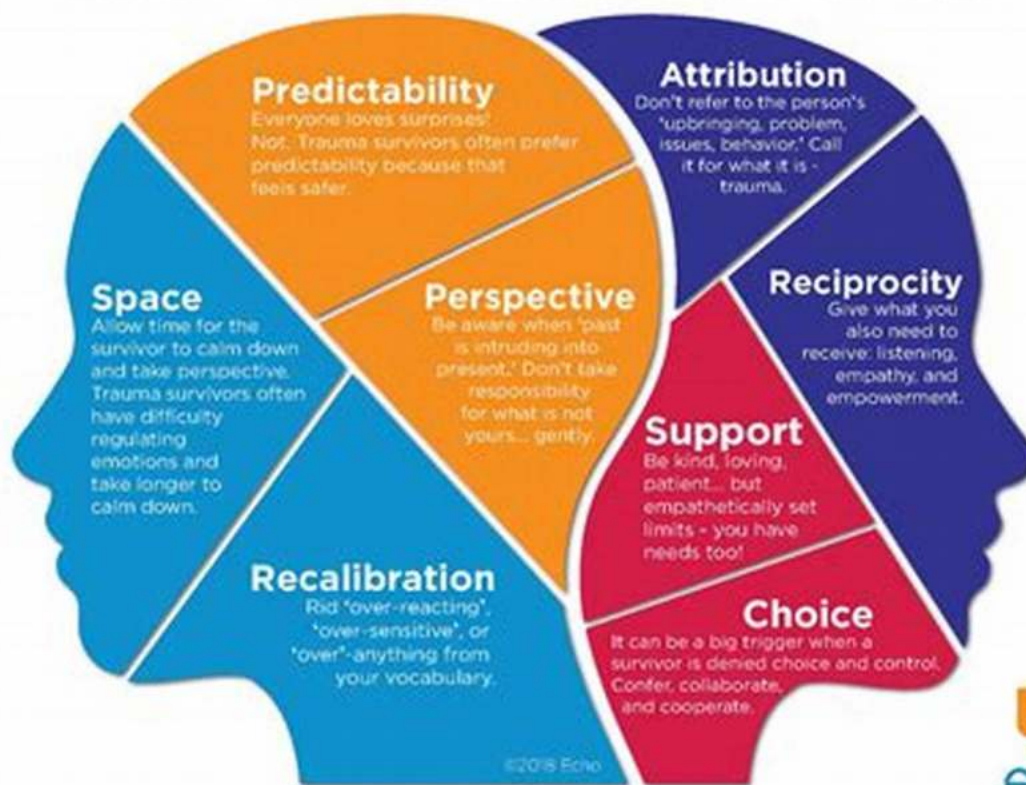 Predictability
Everyone loves surprises!
Not. Trauma survivors often prefer
predictability because that
feels safer.
Attribution
Don't refer to the person's
'upbringing, problem,
issues, behavior.' Call
it for what it is -
trauma.
Space
Allow time for the
survivor to calm down
and take perspective.
Trauma survivors often
have difficulty
regulating
emotions and
take longer to
calm down.
Perspective
Be aware when 'past
is intruding into
present.' Don't take
responsibility
for what is not
yours... gently.
Reciprocity
Give what you
also need to
receive: listening,
empathy, and
empowerment.
Support
Be kind, loving,
patient... but
empathetically set
limits - you have
needs too!
Recalibration
Rid "over-reacting",
'over-sensitive', or
'over'-anything from
your vocabulary.
Choice
It can be a big trigger when a
survivor is denied choice and control.
Confer, collaborate,
and cooperate.
©2018 Echo